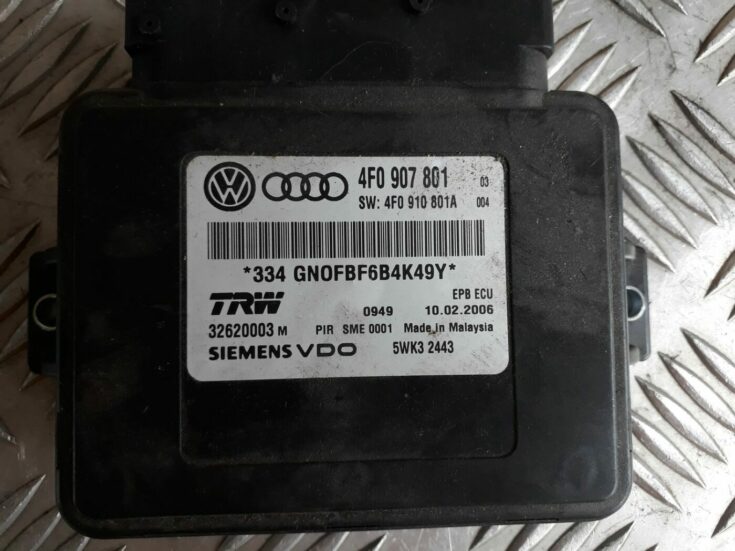 4F0 907 801 03
SW: 4F0 910 801A 004
*334 GN0FBF6B4K49Y*
TRW EPB ECU
0949 10.02.2006
32620003 M PIR SME 0001 Made in Malaysia
SIEMENS VDO 5WK3 2443